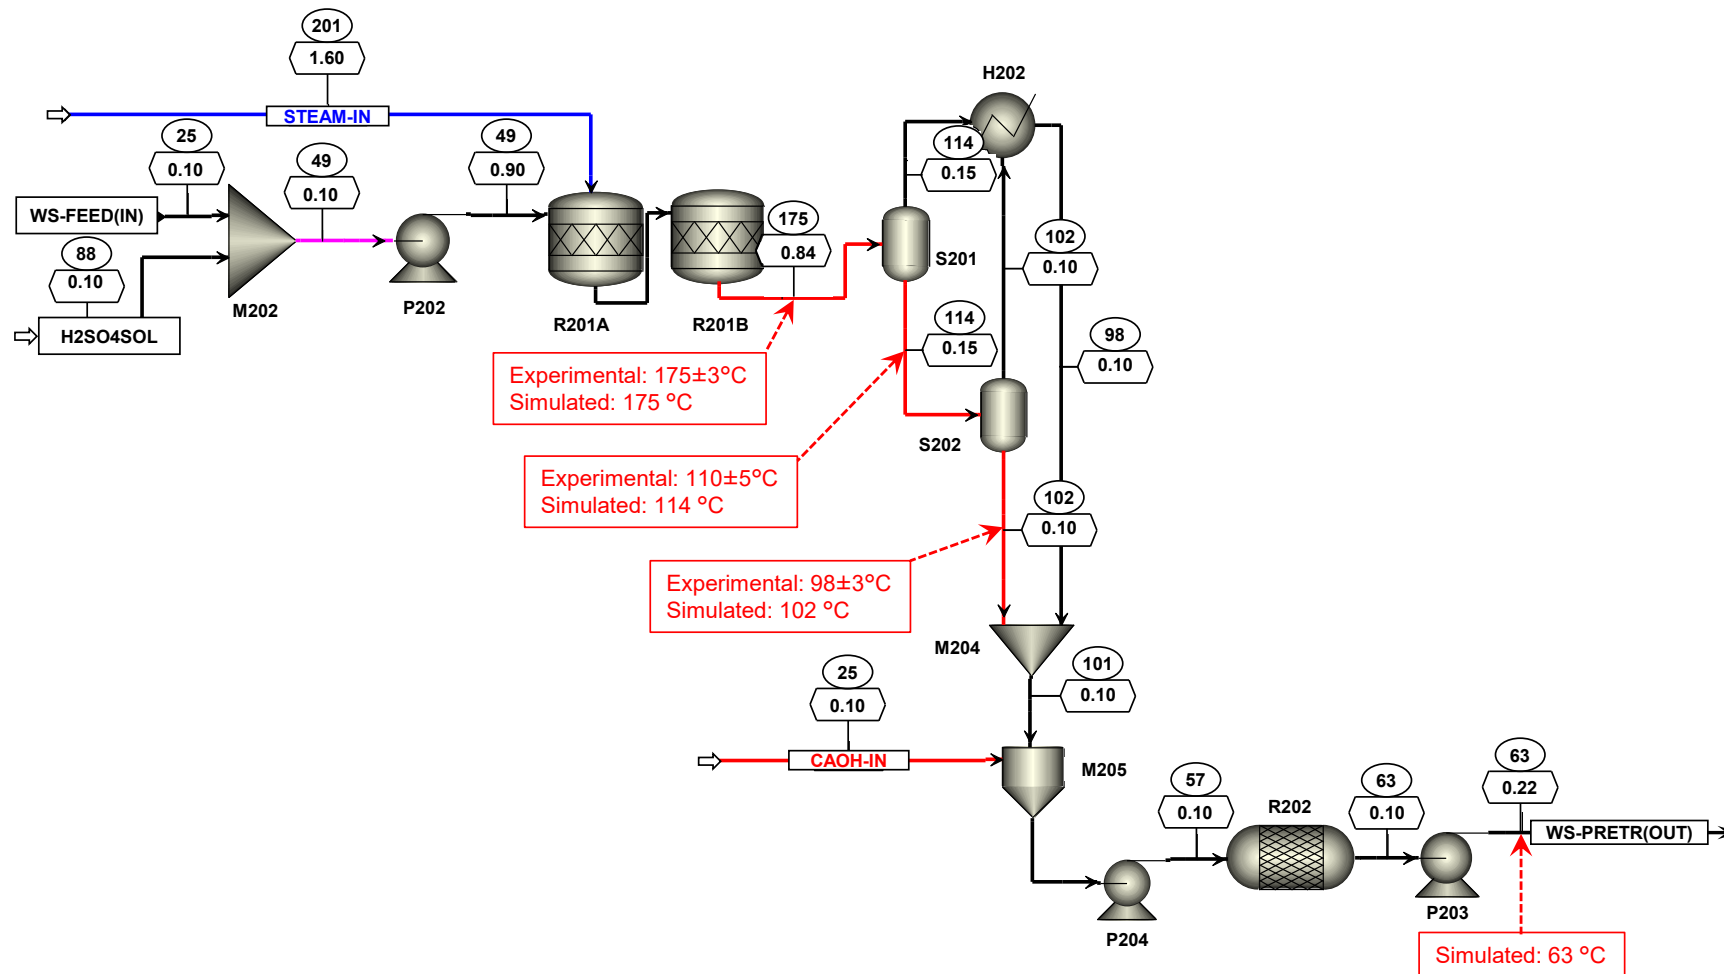 201
1.60
STEAM-IN
25
0.10
49
0.10
49
0.90
WS-FEED(IN)
88
0.10
H2SO4SOL
M202
P202
R201A
R201B
175
0.84
H202
114
0.15
S201
102
0.10
114
0.15
98
0.10
Experimental: 175±3°C
Simulated: 175 °C
S202
Experimental: 110±5°C
Simulated: 114 °C
102
0.10
Experimental: 98±3°C
Simulated: 102 °C
M204
101
0.10
25
0.10
CAOH-IN
M205
57
0.10
R202
63
0.10
63
0.22
WS-PRETR(OUT)
P204
P203
Simulated: 63 °C